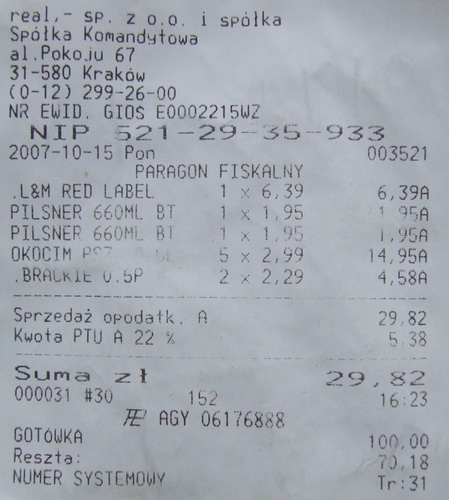 real,- sp. z o.o. i spółka
Spółka Komandytowa
al.Pokoju 67
31-580 Kraków
(0-12) 299-26-00
NR EWID. GIOS E0002215WZ
NIP 521-29-35-933
2007-10-15 Pon 003521
PARAGON FISKALNY
.L&M RED LABEL 1 x 6,39 6,39A
PILSNER 660ML BT 1 x 1,95 1,95A
PILSNER 660ML BT 1 x 1,95 1,95A
OKOCIM 5 x 2,99 14,95A
.BRACKIE 0.5P 2 x 2,29 4,58A
Sprzedaż opodatk. A 29,82
Kwota PTU A 22 % 5,38
Suma zł 29,82
000031 #30 152 16:23
AGY 06176888
GOTÓWKA 100,00
Reszta: 70,18
NUMER SYSTEMOWY Tr:31